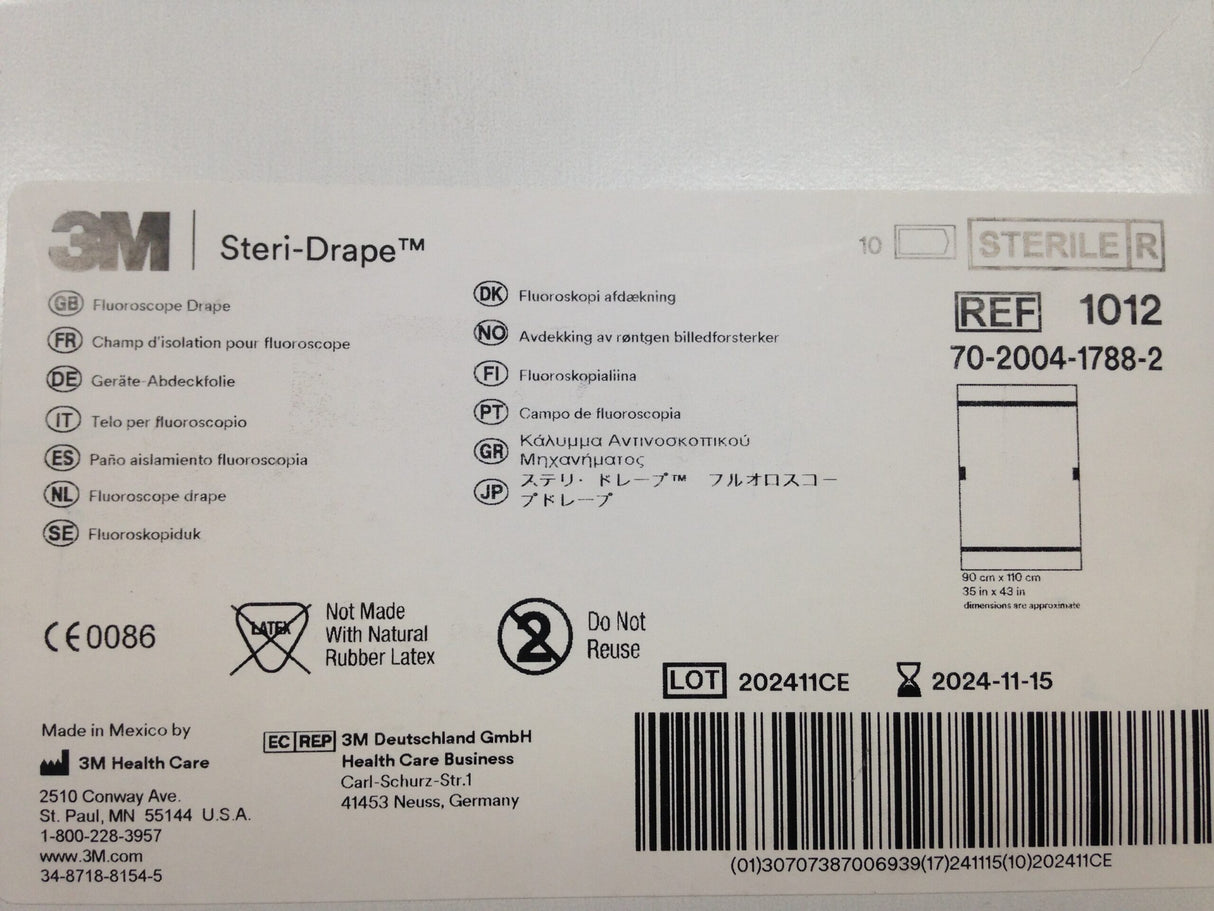 3M Steri-Drape™
10 STERILE R
GB Fluoroscope Drape
FR Champ d'isolation pour fluoroscope
DE Geräte-Abdeckfolie
IT Telo per fluoroscopio
ES Paño aislamiento fluoroscopia
NL Fluoroscope drape
SE Fluoroskopiduk
DK Fluoroskopi afdækning
NO Avdekking av røntgen billedforsterker
FI Fluoroskopialiina
PT Campo de fluoroscopia
GR Κάλυμμα Αντινοσκοπικού
Μηχανήματος
JP ステリ・ドレープ™ フルオロスコー
プドレープ
REF 1012
70-2004-1788-2
90 cm x 110 cm
35 in x 43 in
dimensions are approximate
CE0086
LATEX
Not Made
With Natural
Rubber Latex
2
Do Not
Reuse
LOT 202411CE 2024-11-15
Made in Mexico by
3M Health Care
2510 Conway Ave.
St. Paul, MN 55144 U.S.A.
1-800-228-3957
www.3M.com
34-8718-8154-5
EC REP 3M Deutschland GmbH
Health Care Business
Carl-Schurz-Str.1
41453 Neuss, Germany
(01)30707387006939(17)241115(10)202411CE